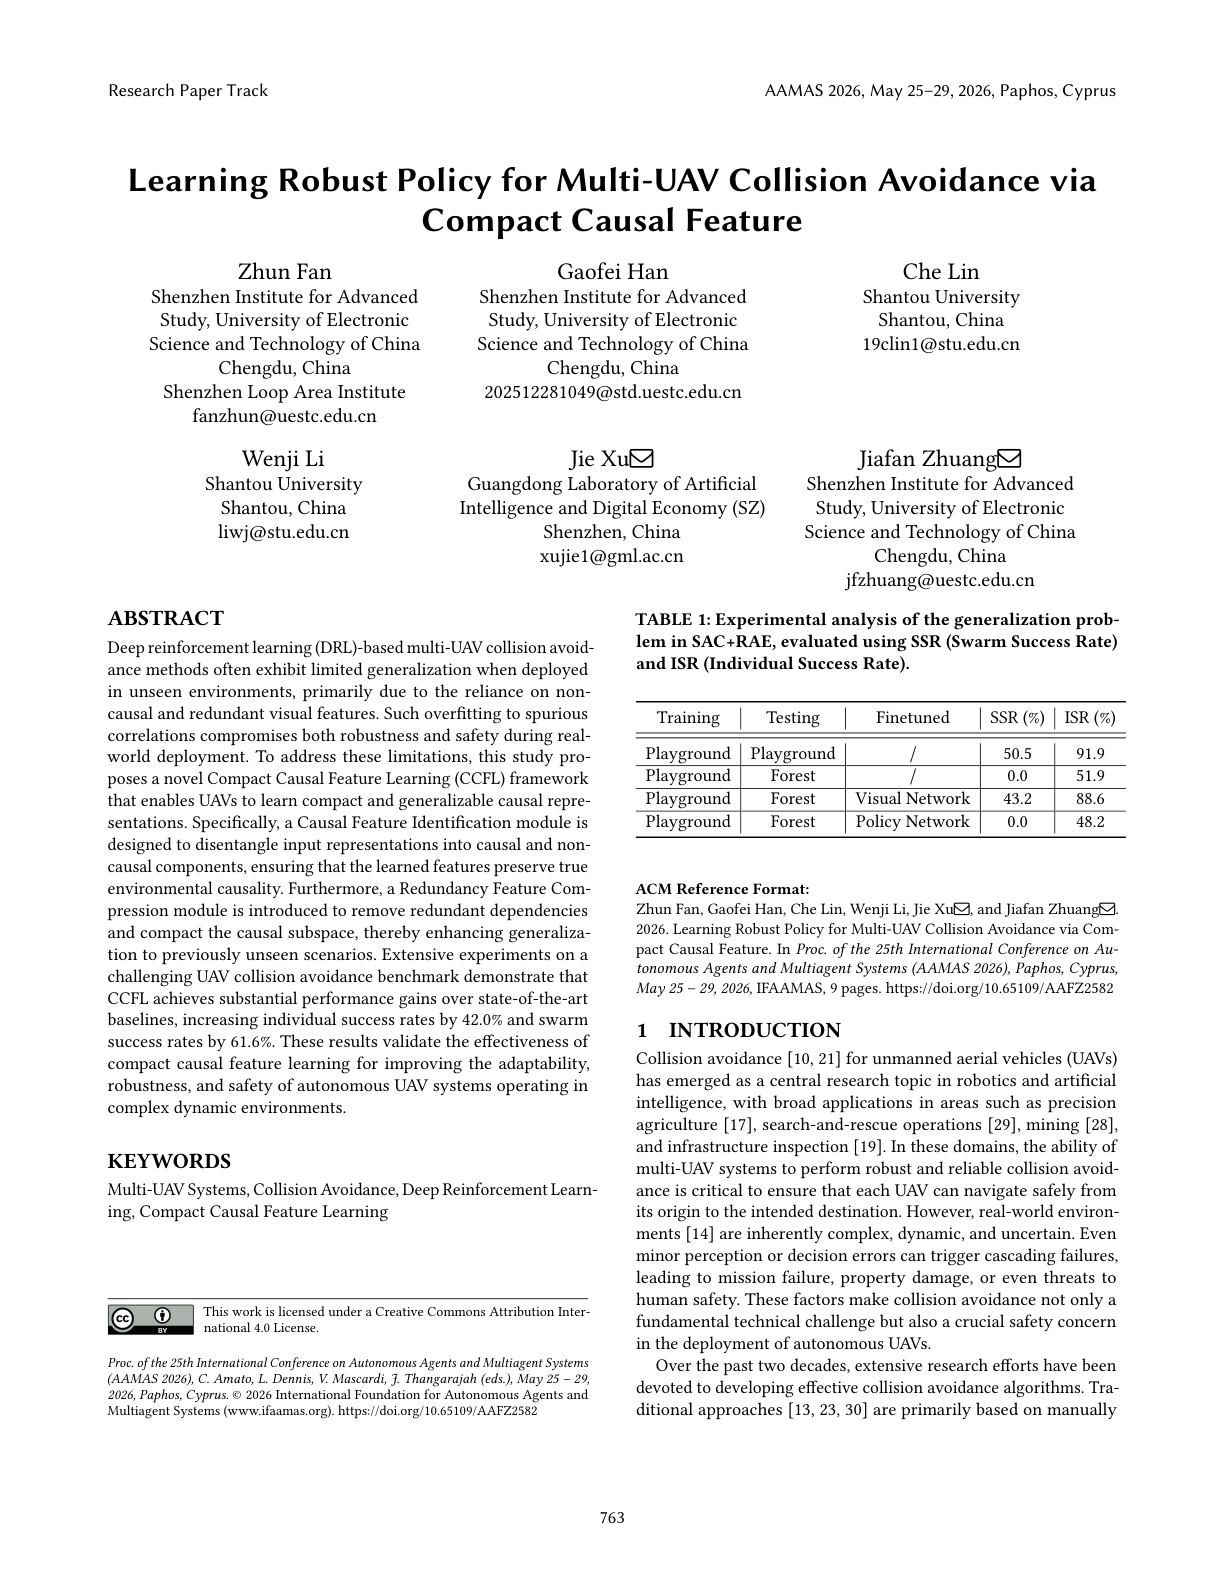 Research Paper Track
AAMAS 2026, May 25–29, 2026, Paphos, Cyprus
Learning Robust Policy for Multi-UAV Collision Avoidance via
Compact Causal Feature
Zhun Fan
Shenzhen Institute for Advanced
Study, University of Electronic
Science and Technology of China
Chengdu, China
Shenzhen Loop Area Institute
fanzhun@uestc.edu.cn
Gaofei Han
Shenzhen Institute for Advanced
Study, University of Electronic
Science and Technology of China
Chengdu, China
202512281049@std.uestc.edu.cn
Che Lin
Shantou University
Shantou, China
19clin1@stu.edu.cn
Wenji Li
Shantou University
Shantou, China
liwj@stu.edu.cn
Jie Xu
Guangdong Laboratory of Artificial
Intelligence and Digital Economy (SZ)
Shenzhen, China
xujie1@gml.ac.cn
Jiafan Zhuang
Shenzhen Institute for Advanced
Study, University of Electronic
Science and Technology of China
Chengdu, China
jfzhuang@uestc.edu.cn
ABSTRACT
Deep reinforcement learning (DRL)-based multi-UAV collision avoid-
ance methods often exhibit limited generalization when deployed
in unseen environments, primarily due to the reliance on non-
causal and redundant visual features. Such overfitting to spurious
correlations compromises both robustness and safety during real-
world deployment. To address these limitations, this study pro-
poses a novel Compact Causal Feature Learning (CCFL) framework
that enables UAVs to learn compact and generalizable causal repre-
sentations. Specifically, a Causal Feature Identification module is
designed to disentangle input representations into causal and non-
causal components, ensuring that the learned features preserve true
environmental causality. Furthermore, a Redundancy Feature Com-
pression module is introduced to remove redundant dependencies
and compact the causal subspace, thereby enhancing generaliza-
tion to previously unseen scenarios. Extensive experiments on a
challenging UAV collision avoidance benchmark demonstrate that
CCFL achieves substantial performance gains over state-of-the-art
baselines, increasing individual success rates by 42.0% and swarm
success rates by 61.6%. These results validate the effectiveness of
compact causal feature learning for improving the adaptability,
robustness, and safety of autonomous UAV systems operating in
complex dynamic environments.
KEYWORDS
Multi-UAV Systems, Collision Avoidance, Deep Reinforcement Learn-
ing, Compact Causal Feature Learning
cc BY
This work is licensed under a Creative Commons Attribution Inter-
national 4.0 License.
Proc. of the 25th International Conference on Autonomous Agents and Multiagent Systems
(AAMAS 2026), C. Amato, L. Dennis, V. Mascardi, J. Thangarajah (eds.), May 25 – 29,
2026, Paphos, Cyprus. © 2026 International Foundation for Autonomous Agents and
Multiagent Systems (www.ifaamas.org). https://doi.org/10.65109/AAFZ2582
TABLE 1: Experimental analysis of the generalization prob-
lem in SAC+RAE, evaluated using SSR (Swarm Success Rate)
and ISR (Individual Success Rate).
Training Testing Finetuned SSR (%) ISR (%)
Playground Playground / 50.5 91.9
Playground Forest / 0.0 51.9
Playground Forest Visual Network 43.2 88.6
Playground Forest Policy Network 0.0 48.2
ACM Reference Format:
Zhun Fan, Gaofei Han, Che Lin, Wenji Li, Jie Xu, and Jiafan Zhuang.
2026. Learning Robust Policy for Multi-UAV Collision Avoidance via Com-
pact Causal Feature. In Proc. of the 25th International Conference on Au-
tonomous Agents and Multiagent Systems (AAMAS 2026), Paphos, Cyprus,
May 25 – 29, 2026, IFAAMAS, 9 pages. https://doi.org/10.65109/AAFZ2582
1 INTRODUCTION
Collision avoidance [10, 21] for unmanned aerial vehicles (UAVs)
has emerged as a central research topic in robotics and artificial
intelligence, with broad applications in areas such as precision
agriculture [17], search-and-rescue operations [29], mining [28],
and infrastructure inspection [19]. In these domains, the ability of
multi-UAV systems to perform robust and reliable collision avoid-
ance is critical to ensure that each UAV can navigate safely from
its origin to the intended destination. However, real-world environ-
ments [14] are inherently complex, dynamic, and uncertain. Even
minor perception or decision errors can trigger cascading failures,
leading to mission failure, property damage, or even threats to
human safety. These factors make collision avoidance not only a
fundamental technical challenge but also a crucial safety concern
in the deployment of autonomous UAVs.
Over the past two decades, extensive research efforts have been
devoted to developing effective collision avoidance algorithms. Tra-
ditional approaches [13, 23, 30] are primarily based on manually
763